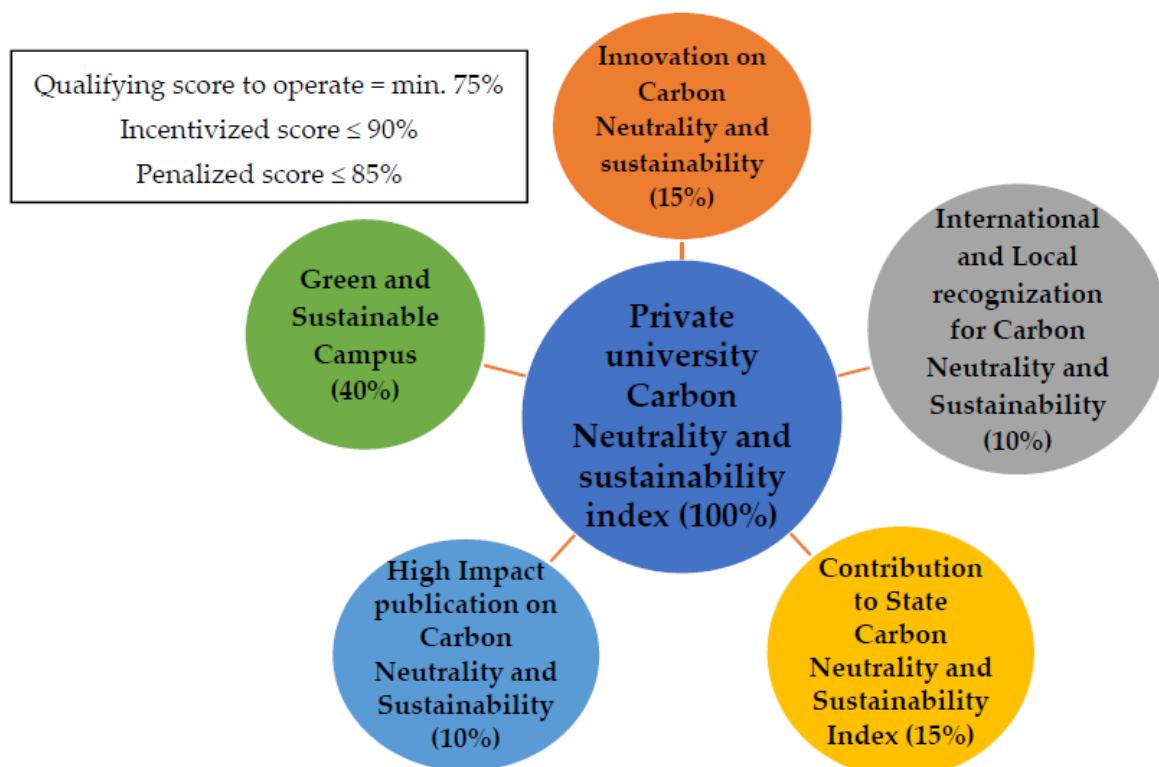 Qualifying score to operate = min. 75%
Incentivized score ≤ 90%
Penalized score ≤ 85%
Innovation on
Carbon
Neutrality and
sustainability
(15%)
International
and Local
recognization
for Carbon
Neutrality and
Sustainability
(10%)
Green and
Sustainable
Campus
(40%)
Private
university
Carbon
Neutrality and
sustainability
index (100%)
High Impact
publication on
Carbon
Neutrality and
Sustainability
(10%)
Contribution
to State
Carbon
Neutrality and
Sustainability
Index (15%)